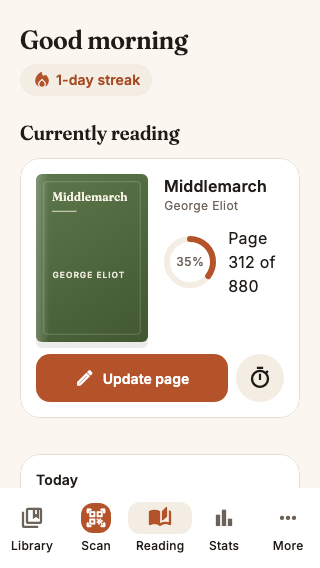 Good morning
1-day streak
Currently reading
Middlemarch
GEORGE ELIOT
Middlemarch
George Eliot
35%
Page
312 of
880
Update page
Today
Library
Scan
Reading
Stats
More